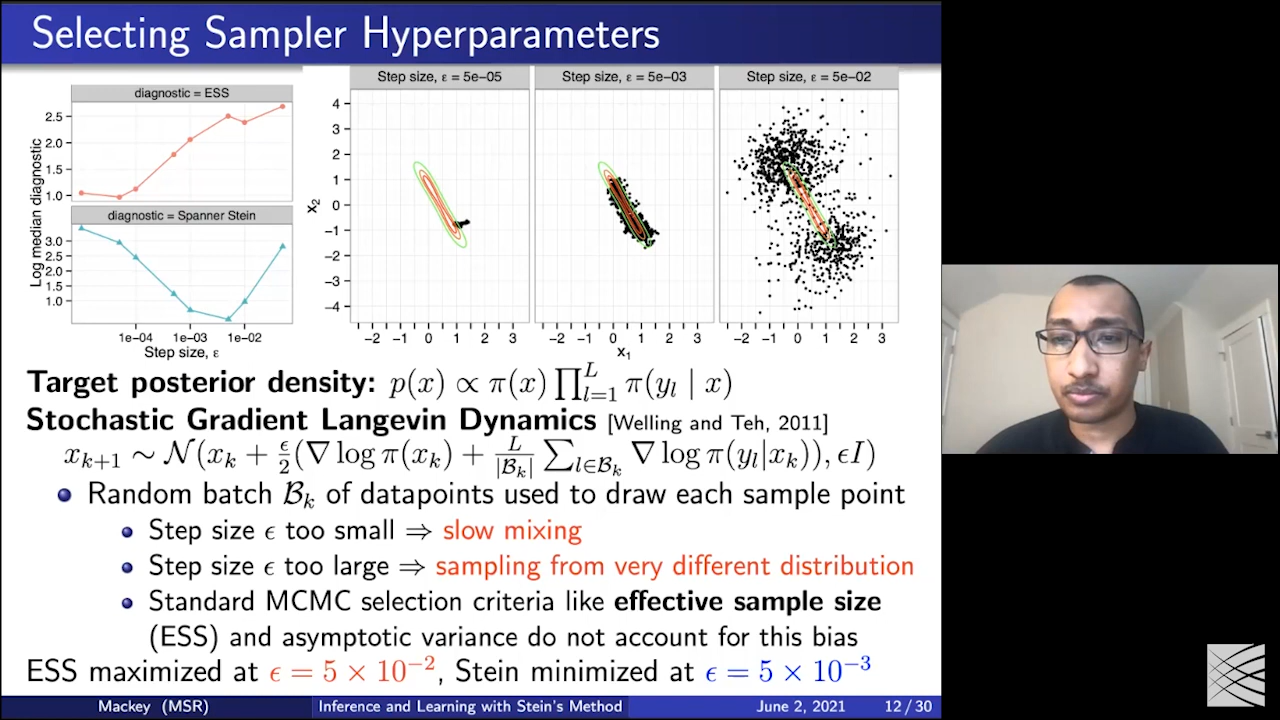 Selecting Sampler Hyperparameters
diagnostic = ESS
2.5
2.0
1.5
1.0
diagnostic = Spanner Stein
3.0
2.5
2.0
1.5
1.0
Log median diagnostic
1e−04 1e−03 1e−02
Step size, ε
Step size, ε = 5e−05 Step size, ε = 5e−03 Step size, ε = 5e−02
4
3
2
1
0
−1
−2
−3
−4
x₂
−2 −1 0 1 2 3 −2 −1 0 1 2 3 −2 −1 0 1 2 3
x₁
Target posterior density: p(x) ∝ π(x) ∏_{l=1}^{L} π(y_l | x)
Stochastic Gradient Langevin Dynamics [Welling and Teh, 2011]
x_{k+1} ∼ 𝒩(x_k + ϵ/2(∇ log π(x_k) + L/|ℬ_k| ∑_{l∈ℬ_k} ∇ log π(y_l|x_k)), ϵI)
Random batch ℬ_k of datapoints used to draw each sample point
Step size ϵ too small ⇒ slow mixing
Step size ϵ too large ⇒ sampling from very different distribution
Standard MCMC selection criteria like effective sample size
(ESS) and asymptotic variance do not account for this bias
ESS maximized at ϵ = 5 × 10⁻², Stein minimized at ϵ = 5 × 10⁻³
Mackey (MSR) Inference and Learning with Stein's Method June 2, 2021 12 / 30